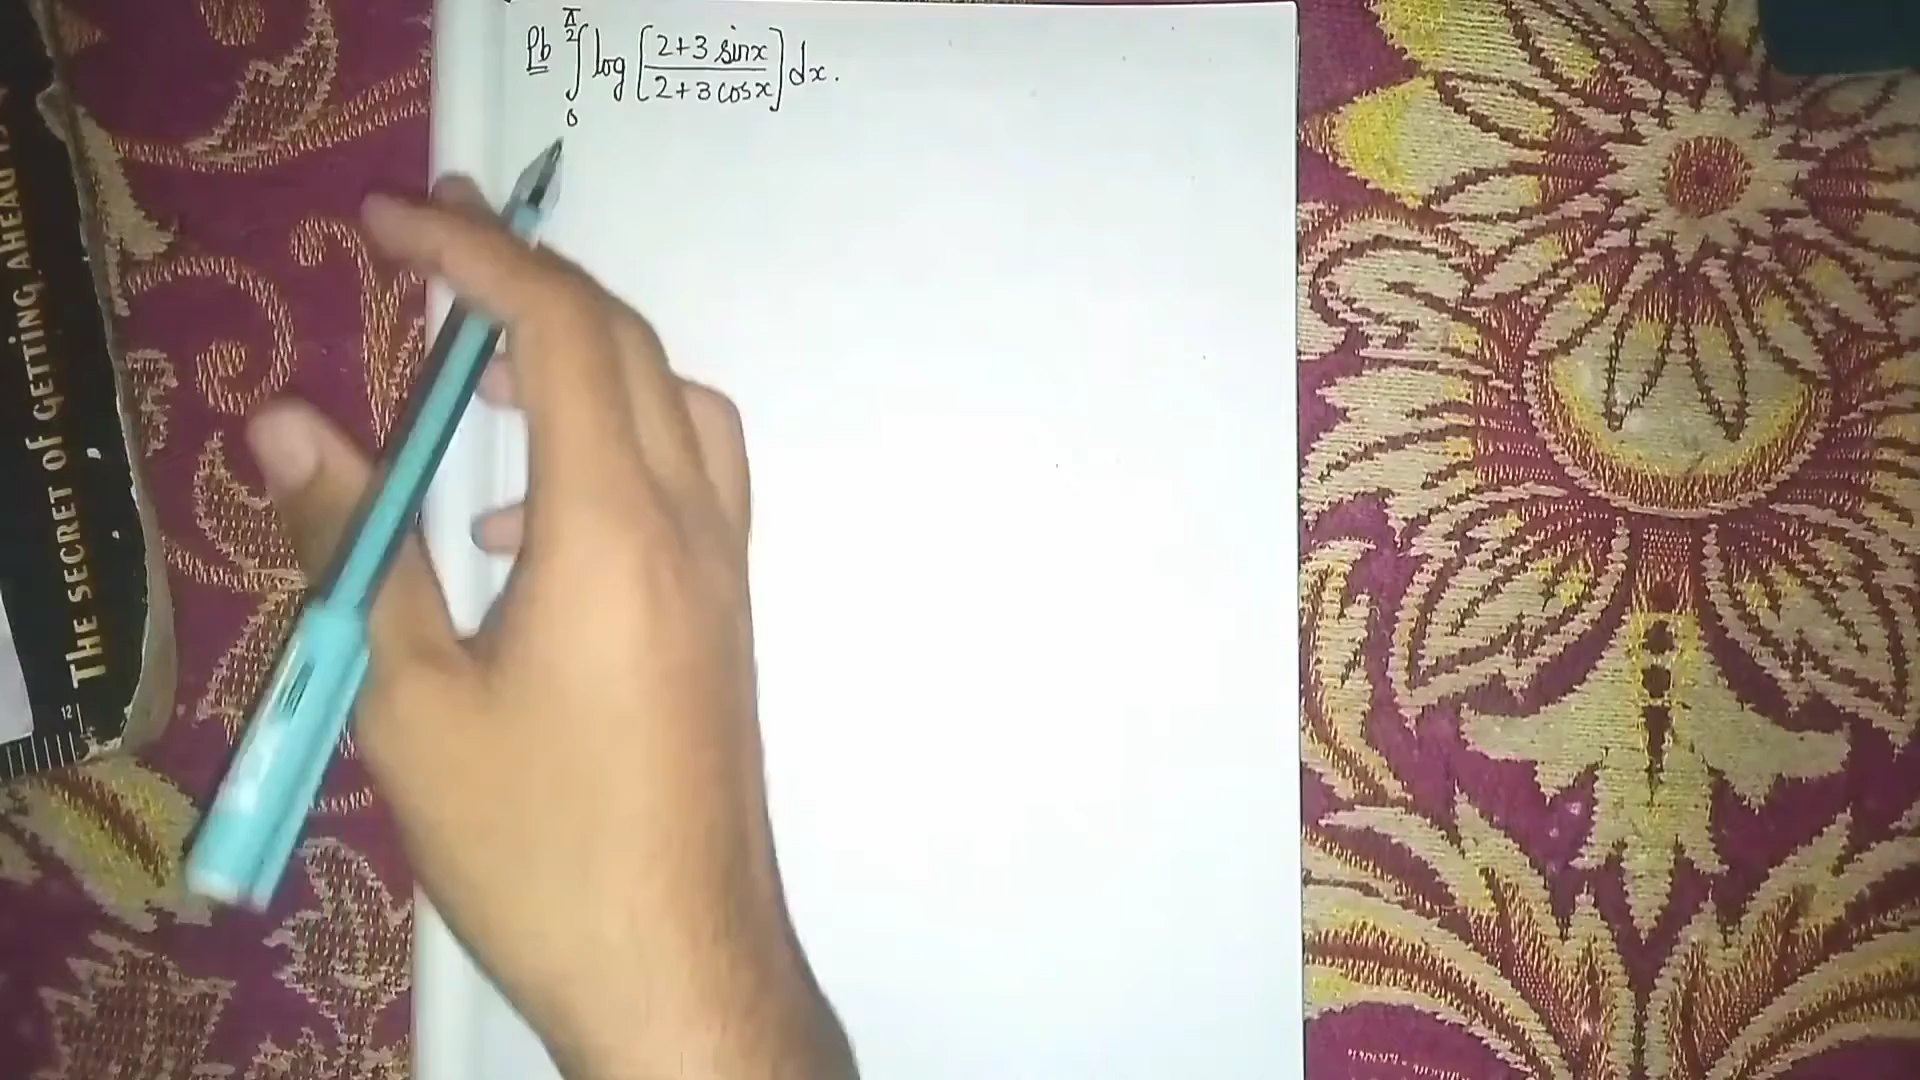 Pb ∫₀^{π/2} log [ (2+3 sinx) / (2+3 cosx) ] dx.
THE SECRET OF GETTING AHEAD IS
12